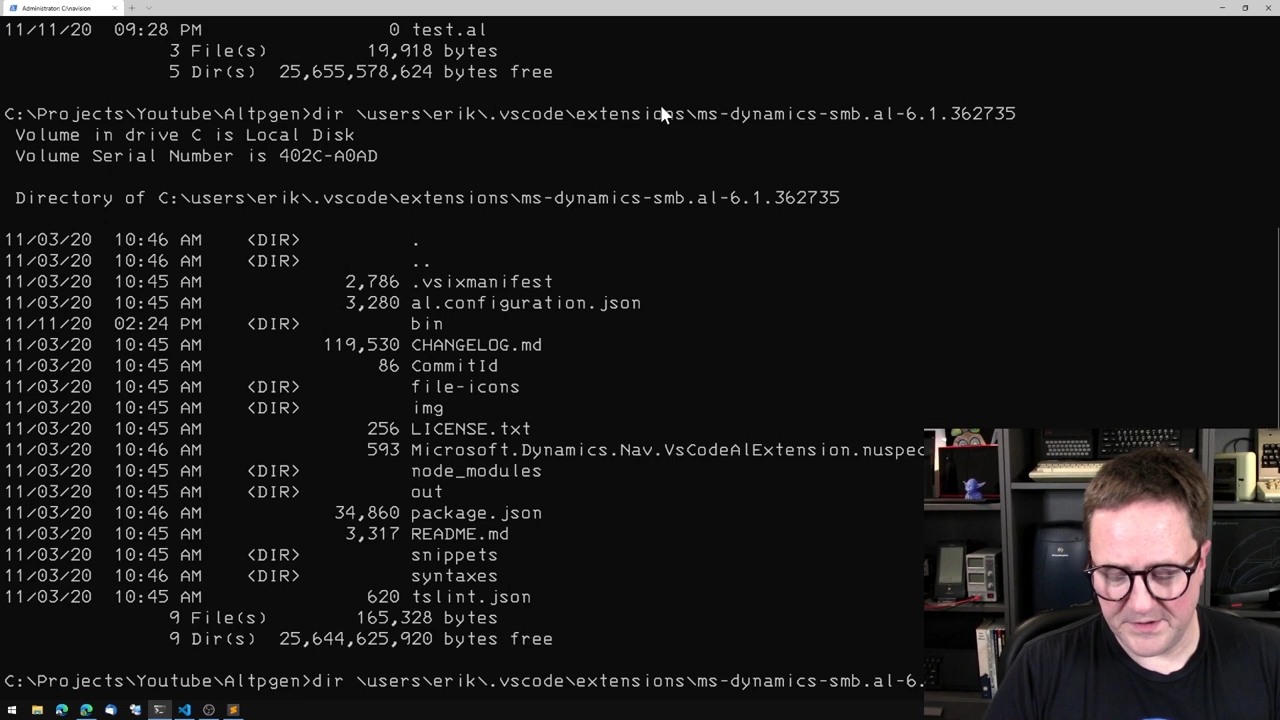 Administrator: C:\navision
11/11/20  09:28 PM                 0 test.al
               3 File(s)         19,918 bytes
               5 Dir(s)  25,655,578,624 bytes free
C:\Projects\Youtube\Altpgen>dir \users\erik\.vscode\extensions\ms-dynamics-smb.al-6.1.362735
 Volume in drive C is Local Disk
 Volume Serial Number is 402C-A0AD
 Directory of C:\users\erik\.vscode\extensions\ms-dynamics-smb.al-6.1.362735
11/03/20  10:46 AM    <DIR>          .
11/03/20  10:46 AM    <DIR>          ..
11/03/20  10:45 AM             2,786 .vsixmanifest
11/03/20  10:45 AM             3,280 al.configuration.json
11/11/20  02:24 PM    <DIR>          bin
11/03/20  10:45 AM           119,530 CHANGELOG.md
11/03/20  10:45 AM                86 CommitId
11/03/20  10:45 AM    <DIR>          file-icons
11/03/20  10:45 AM    <DIR>          img
11/03/20  10:45 AM               256 LICENSE.txt
11/03/20  10:45 AM               593 Microsoft.Dynamics.Nav.VsCodeAlExtension.nuspec
11/03/20  10:45 AM    <DIR>          node_modules
11/03/20  10:45 AM    <DIR>          out
11/03/20  10:46 AM            34,860 package.json
11/03/20  10:45 AM             3,317 README.md
11/03/20  10:45 AM    <DIR>          snippets
11/03/20  10:46 AM    <DIR>          syntaxes
11/03/20  10:45 AM               620 tslint.json
               9 File(s)        165,328 bytes
               9 Dir(s)  25,644,625,920 bytes free
C:\Projects\Youtube\Altpgen>dir \users\erik\.vscode\extensions\ms-dynamics-smb.al-6.